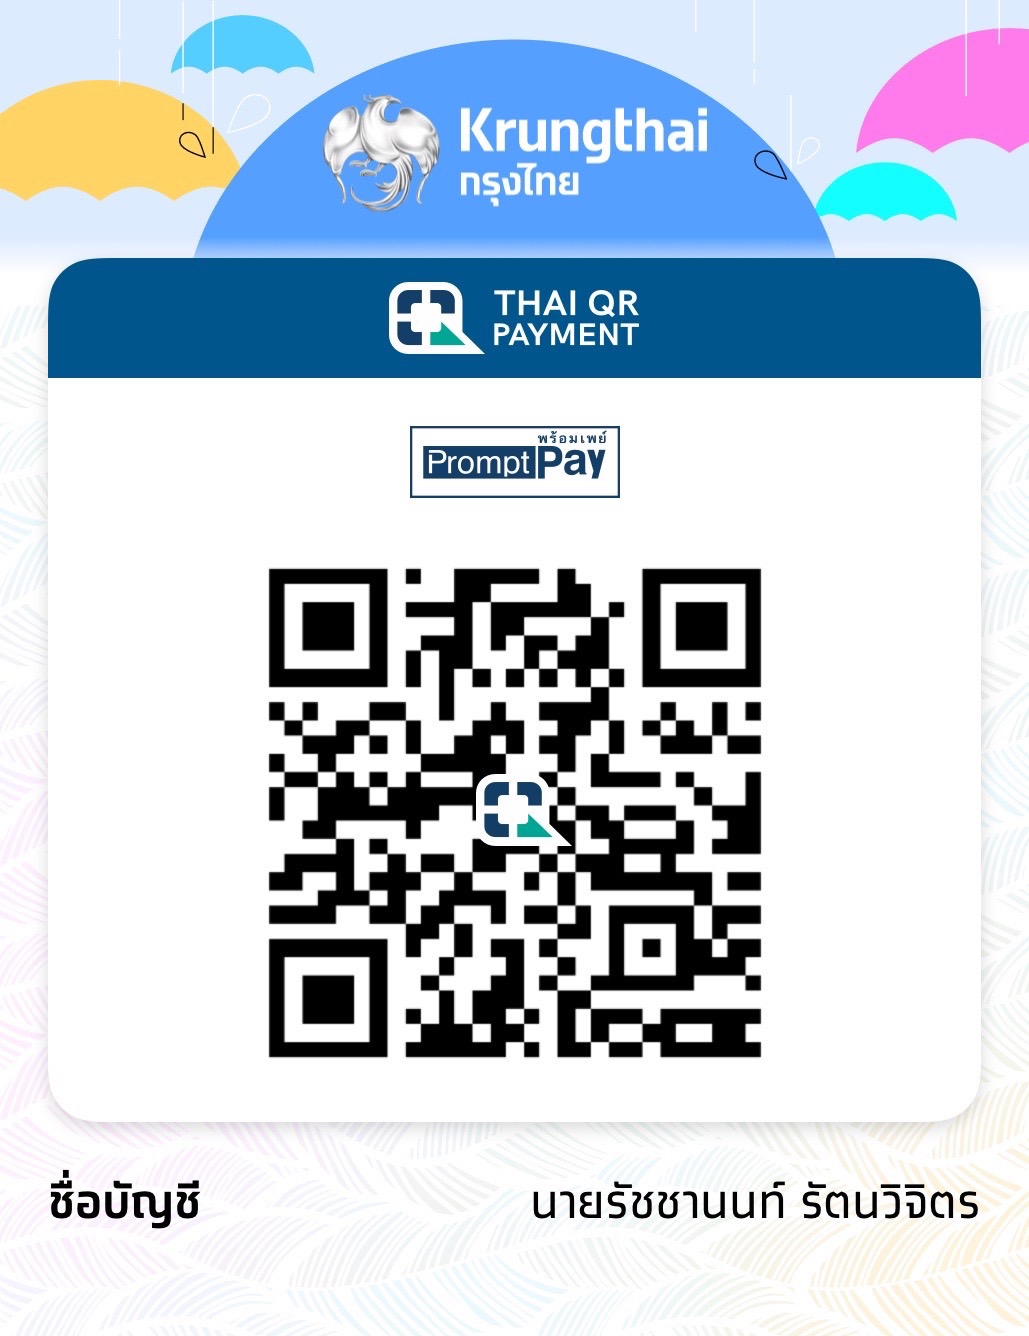 Krungthai
กรุงไทย
THAI QR
PAYMENT
พร้อมเพย์
PromptPay
ชื่อบัญชี นายรัชชานนท์ รัตนวิจิตร